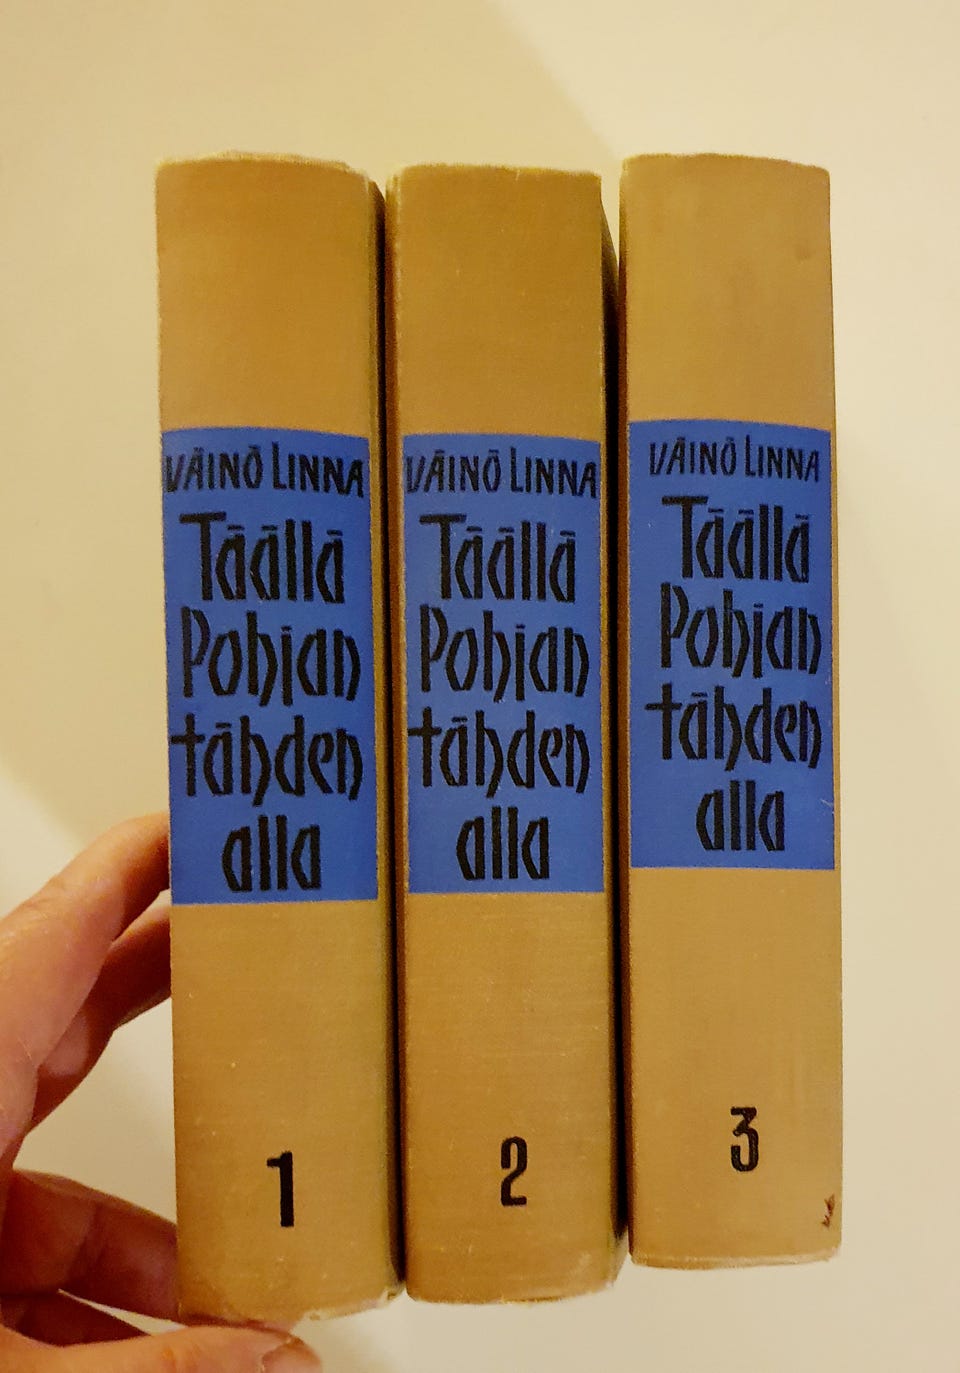 VÄINÖ LINNA
Täällä
Pohjan
tähden
alla
1
VÄINÖ LINNA
Täällä
Pohjan
tähden
alla
2
VÄINÖ LINNA
Täällä
Pohjan
tähden
alla
3